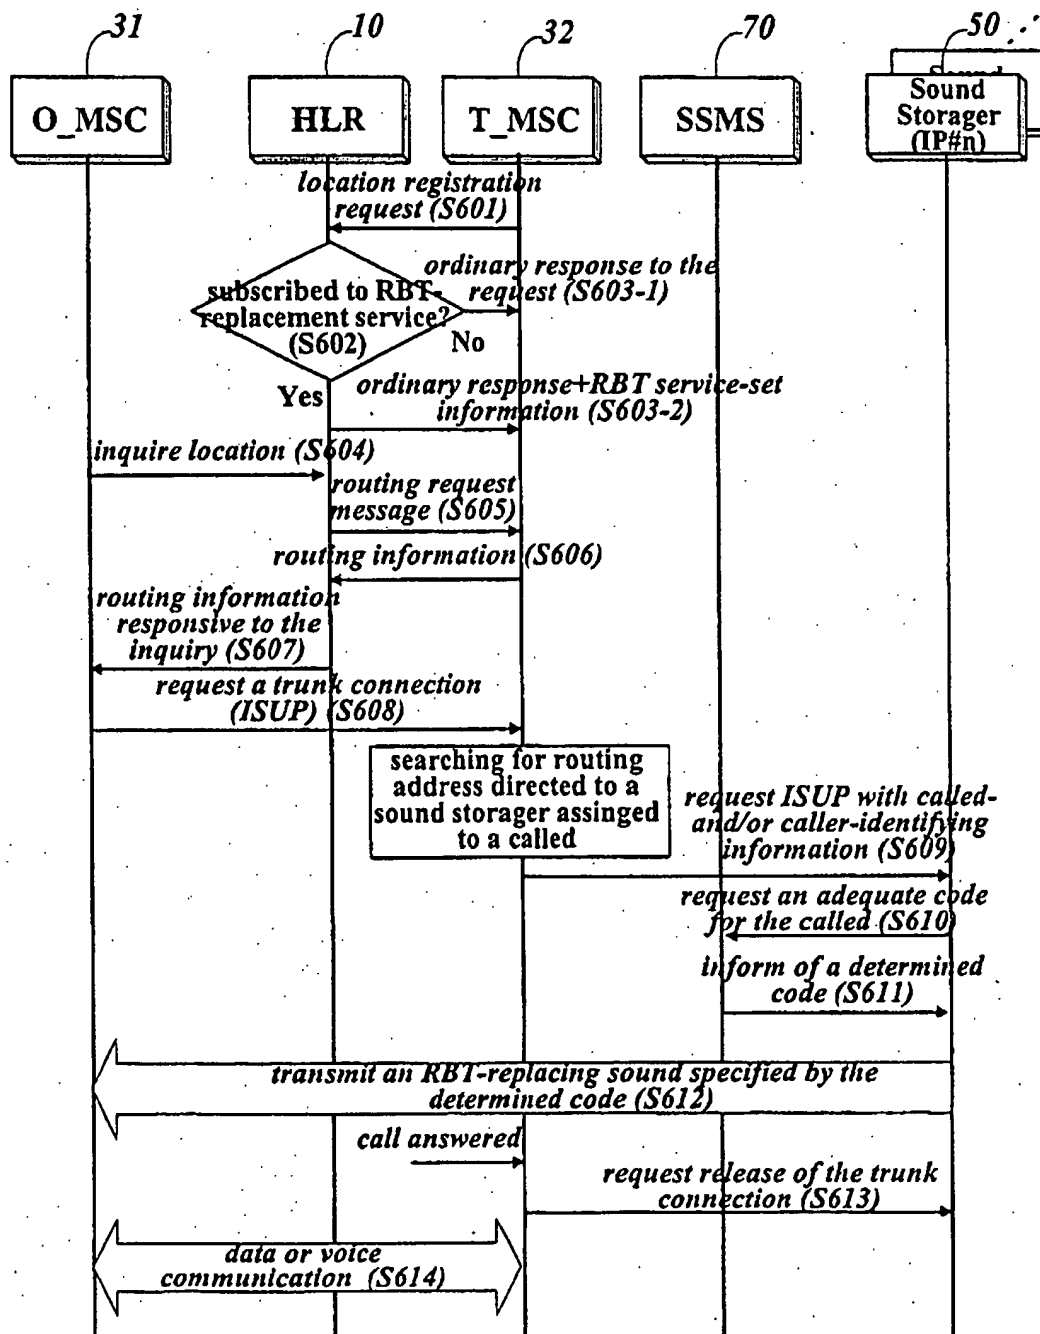 31
10
32
70
50
O_MSC
HLR
T_MSC
SSMS
Sound
Sound
Storager
(IP#n)
location registration
request (S601)
ordinary response to the
request (S603-1)
subscribed to RBT-
replacement service?
(S602)
No
Yes
ordinary response+RBT service-set
information (S603-2)
inquire location (S604)
routing request
message (S605)
routing information (S606)
routing information
responsive to the
inquiry (S607)
request a trunk connection
(ISUP) (S608)
searching for routing
address directed to a
sound storager assinged
to a called
request ISUP with called-
and/or caller-identifying
information (S609)
request an adequate code
for the called (S610)
inform of a determined
code (S611)
transmit an RBT-replacing sound specified by the
determined code (S612)
call answered
request release of the trunk
connection (S613)
data or voice
communication (S614)